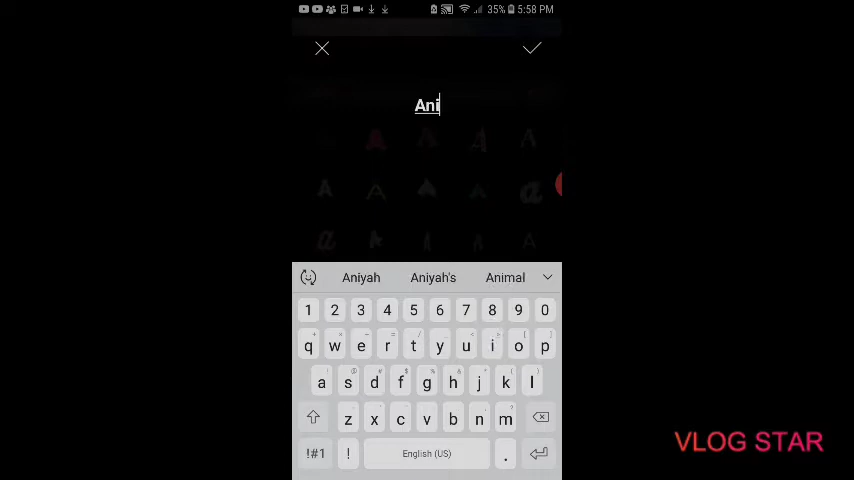 35% 5:58 PM
Ani
Aniyah Aniyah's Animal
1 2 3 4 5 6 7 8 9 0
q w e r t y u i o p
a s d f g h j k l
z x c v b n m
!#1 ! English (US) .
VLOG STAR